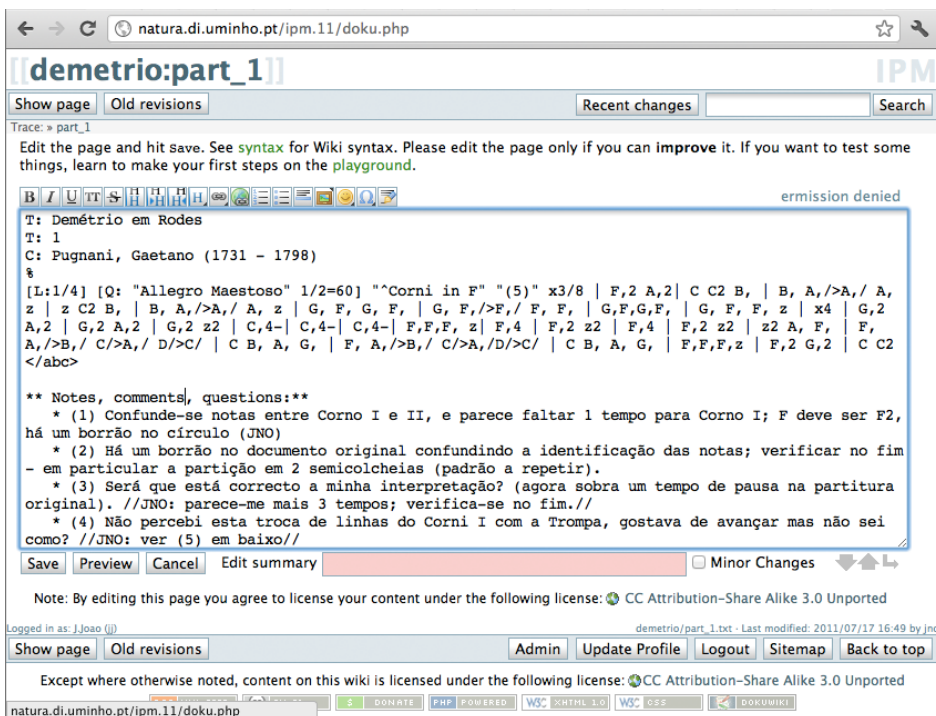 natura.di.uminho.pt/ipm.11/doku.php
[[demetrio:part_1]]
IPM
Show page Old revisions Recent changes Search
Trace: » part_1
Edit the page and hit Save. See syntax for Wiki syntax. Please edit the page only if you can improve it. If you want to test some
things, learn to make your first steps on the playground.
ermission denied
T: Demétrio em Rodes
T: 1
C: Pugnani, Gaetano (1731 - 1798)
%
[L:1/4] [Q: "Allegro Maestoso" 1/2=60] "^Corni in F" "(5)" x3/8 | F,2 A,2| C C2 B, | B, A,/>A,/ A,
z | z C2 B, | B, A,/>A,/ A, z | G, F, G, F, | G, F,/>F,/ F, F, | G,F,G,F, | G, F, F, z | x4 | G,2
A,2 | G,2 A,2 | G,2 z2 | C,4-| C,4-| C,4-| F,F,F, z| F,4 | F,2 z2 | F,4 | F,2 z2 | z2 A, F, | F,
A,/>B,/ C/>A,/ D/>C/ | C B, A, G, | F, A,/>B,/ C/>A,/D/>C/ | C B, A, G, | F,F,F,z | F,2 G,2 | C C2
</abc>
** Notes, comments, questions:**
* (1) Confunde-se notas entre Corno I e II, e parece faltar 1 tempo para Corno I; F deve ser F2,
há um borrão no círculo (JNO)
* (2) Há um borrão no documento original confundindo a identificação das notas; verificar no fim
- em particular a partição em 2 semicolcheias (padrão a repetir).
* (3) Será que está correcto a minha interpretação? (agora sobra um tempo de pausa na partitura
original). //JNO: parece-me mais 3 tempos; verifica-se no fim.//
* (4) Não percebi esta troca de linhas do Corni I com a Trompa, gostava de avançar mas não sei
como? //JNO: ver (5) em baixo//
Save Preview Cancel Edit summary Minor Changes
Note: By editing this page you agree to license your content under the following license: CC Attribution-Share Alike 3.0 Unported
Logged in as: J.Joao (jj) demetrio/part_1.txt · Last modified: 2011/07/17 16:49 by jno
Show page Old revisions Admin Update Profile Logout Sitemap Back to top
Except where otherwise noted, content on this wiki is licensed under the following license: CC Attribution-Share Alike 3.0 Unported
natura.di.uminho.pt/ipm.11/doku.php
$ DONATE PHP POWERED W3C XHTML 1.0 W3C CSS DOKUWIKI